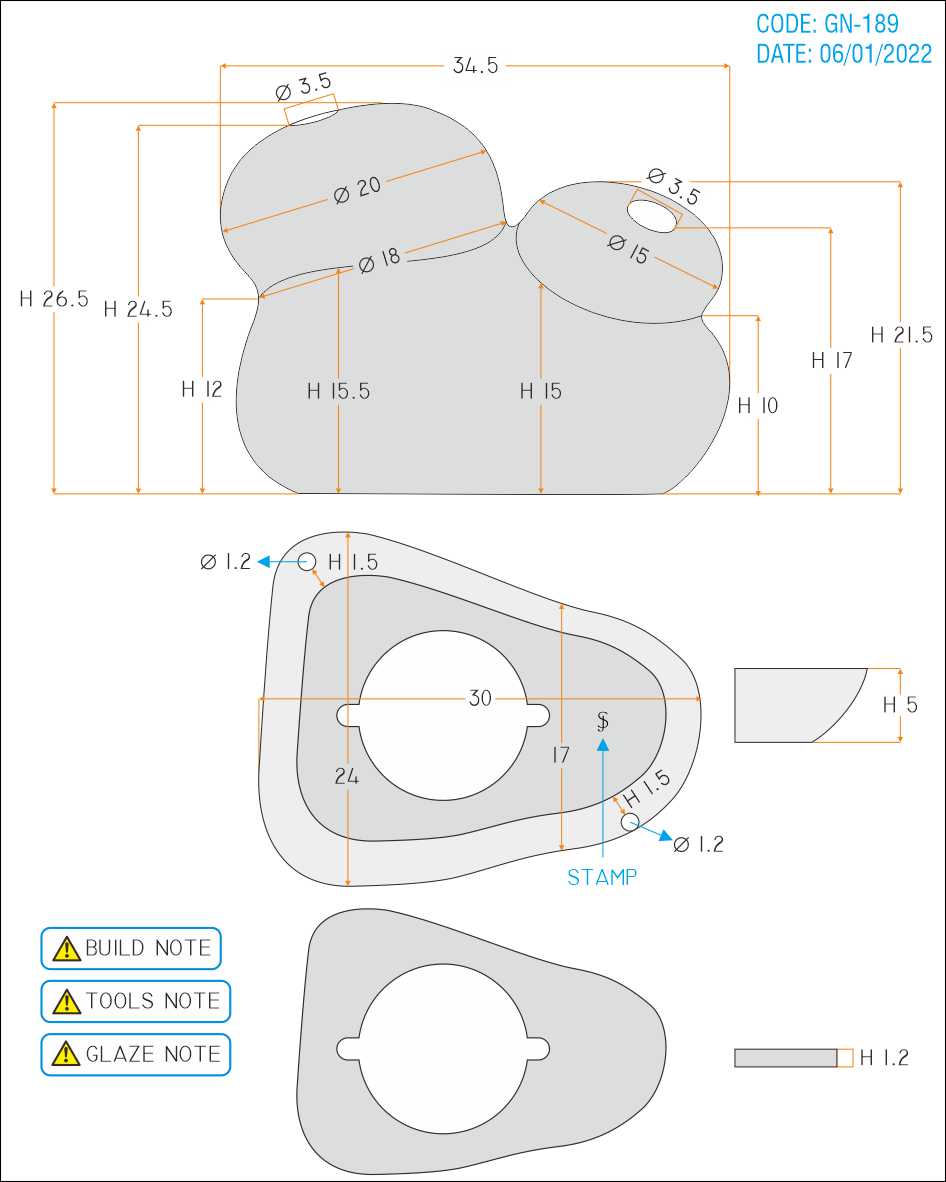 CODE: GN-189
DATE: 06/01/2022
34.5
Ø 3.5
Ø 3.5
Ø 20
Ø 18
Ø 15
H 26.5
H 24.5
H 12
H 15.5
H 15
H 10
H 17
H 21.5
Ø 1.2
H 1.5
30
24
17
H 1.5
Ø 1.2
STAMP
H 5
BUILD NOTE
TOOLS NOTE
GLAZE NOTE
H 1.2